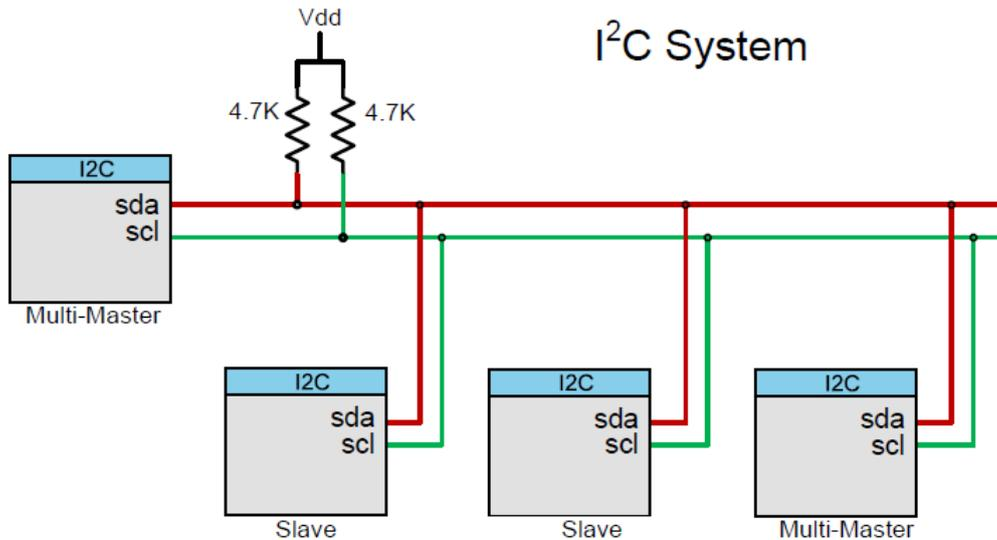 Vdd
I²C System
4.7K 4.7K
I2C
sda
scl
Multi-Master
I2C I2C I2C
sda sda sda
scl scl scl
Slave Slave Multi-Master